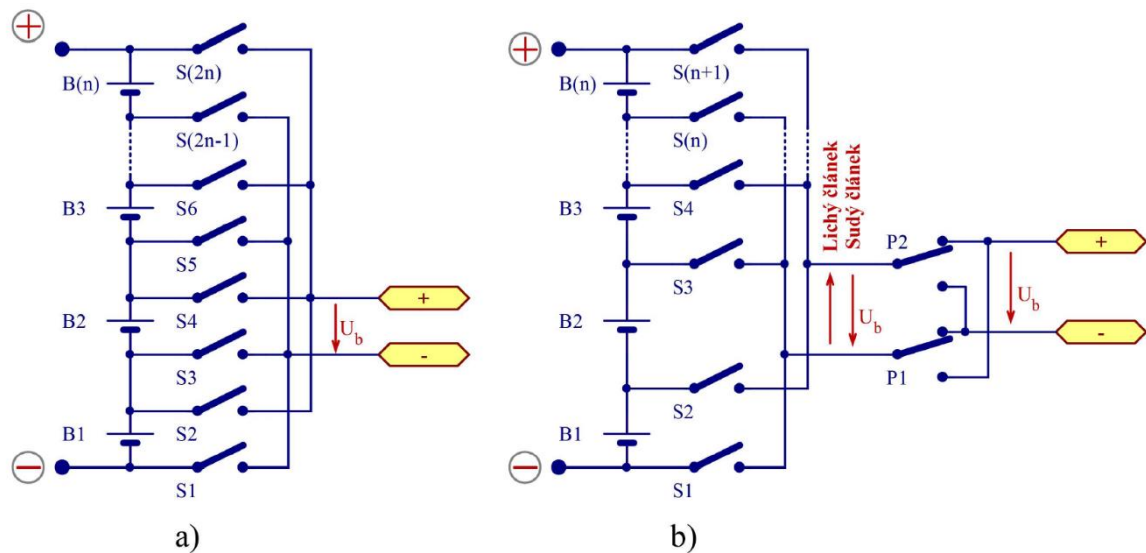 +
B(n)
S(2n)
S(2n-1)
B3
S6
S5
B2
S4
S3
B1
S2
S1
−
+
-
U_b
a)
+
B(n)
S(n+1)
S(n)
B3
S4
S3
B2
S2
B1
S1
−
Lichý článek
Sudý článek
U_b
P2
P1
+
-
U_b
b)